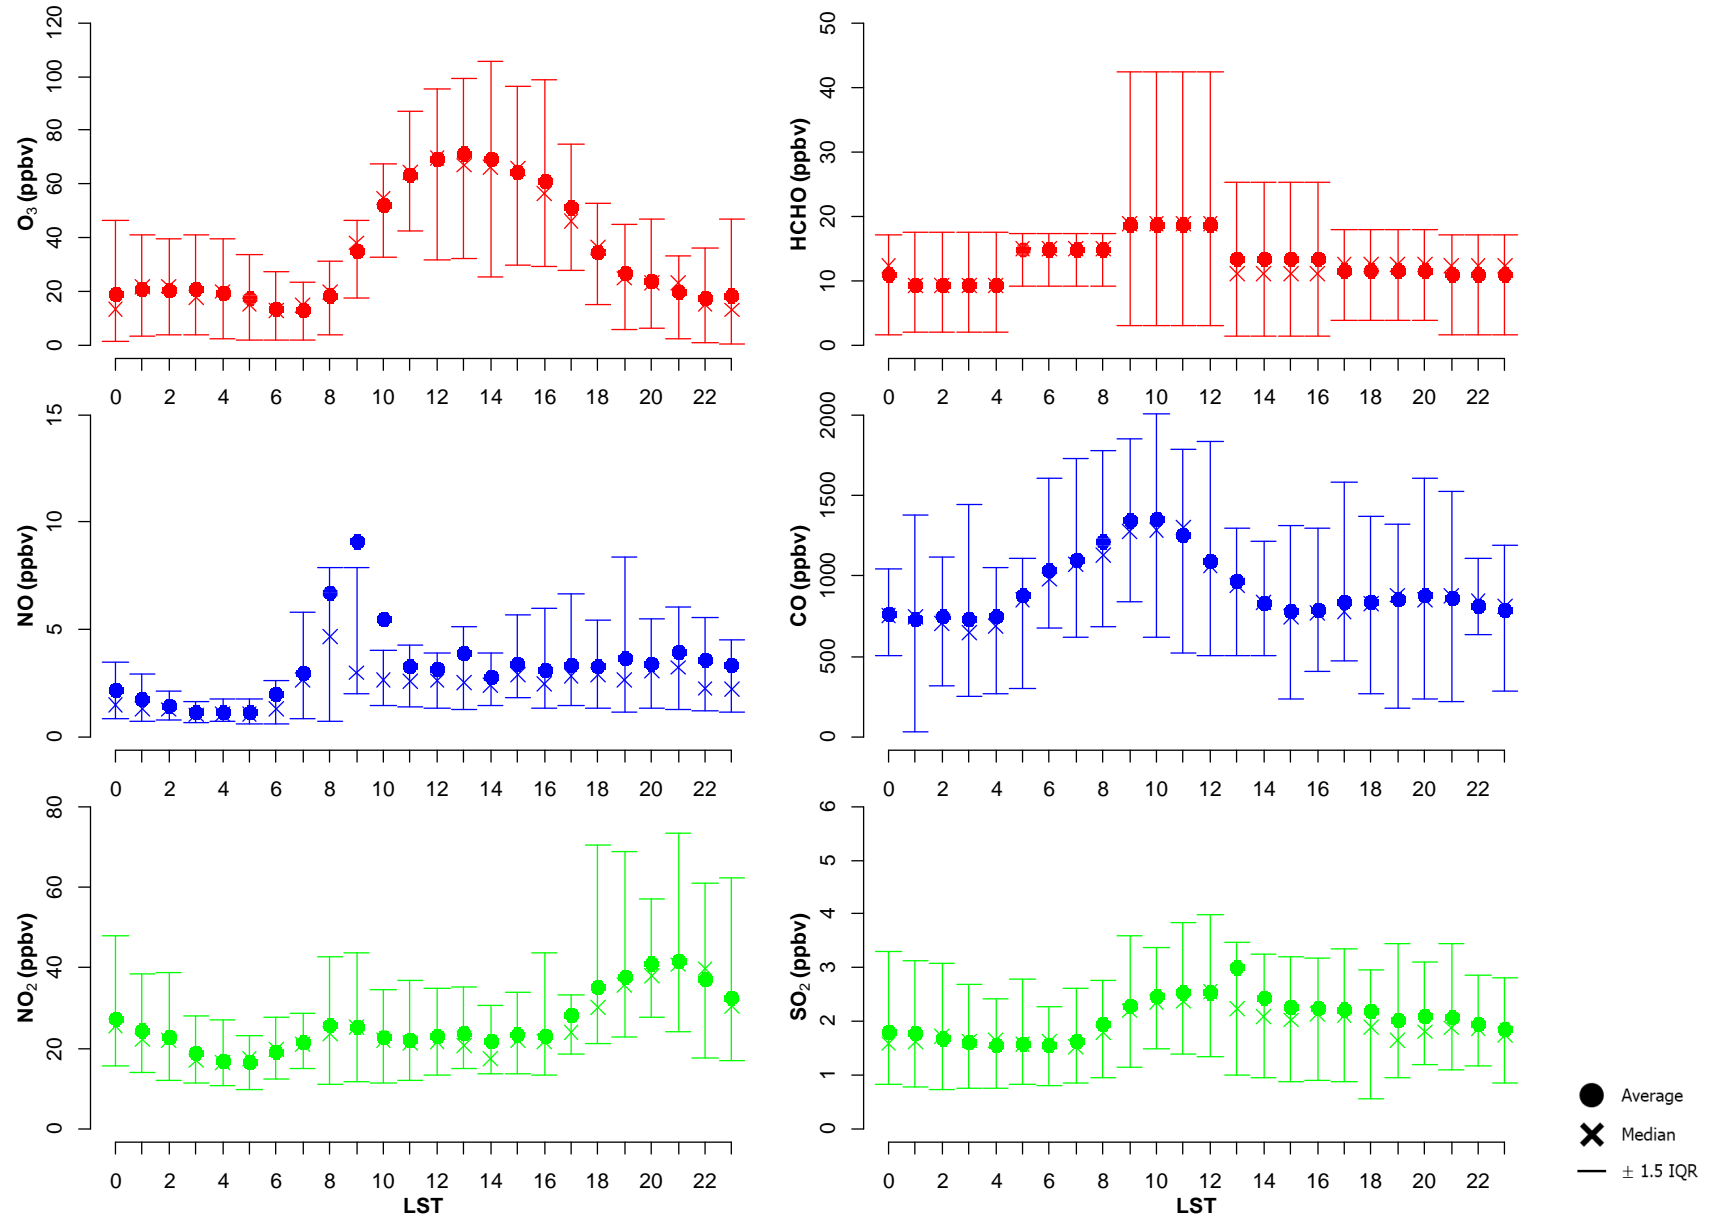 O₃ (ppbv)
0 20 40 60 80 100 120
0 2 4 6 8 10 12 14 16 18 20 22
HCHO (ppbv)
0 10 20 30 40 50
0 2 4 6 8 10 12 14 16 18 20 22
NO (ppbv)
0 5 10 15
0 2 4 6 8 10 12 14 16 18 20 22
CO (ppbv)
0 500 1000 1500 2000
0 2 4 6 8 10 12 14 16 18 20 22
NO₂ (ppbv)
0 20 40 60 80
0 2 4 6 8 10 12 14 16 18 20 22
LST
SO₂ (ppbv)
0 1 2 3 4 5 6
0 2 4 6 8 10 12 14 16 18 20 22
LST
Average
Median
± 1.5 IQR